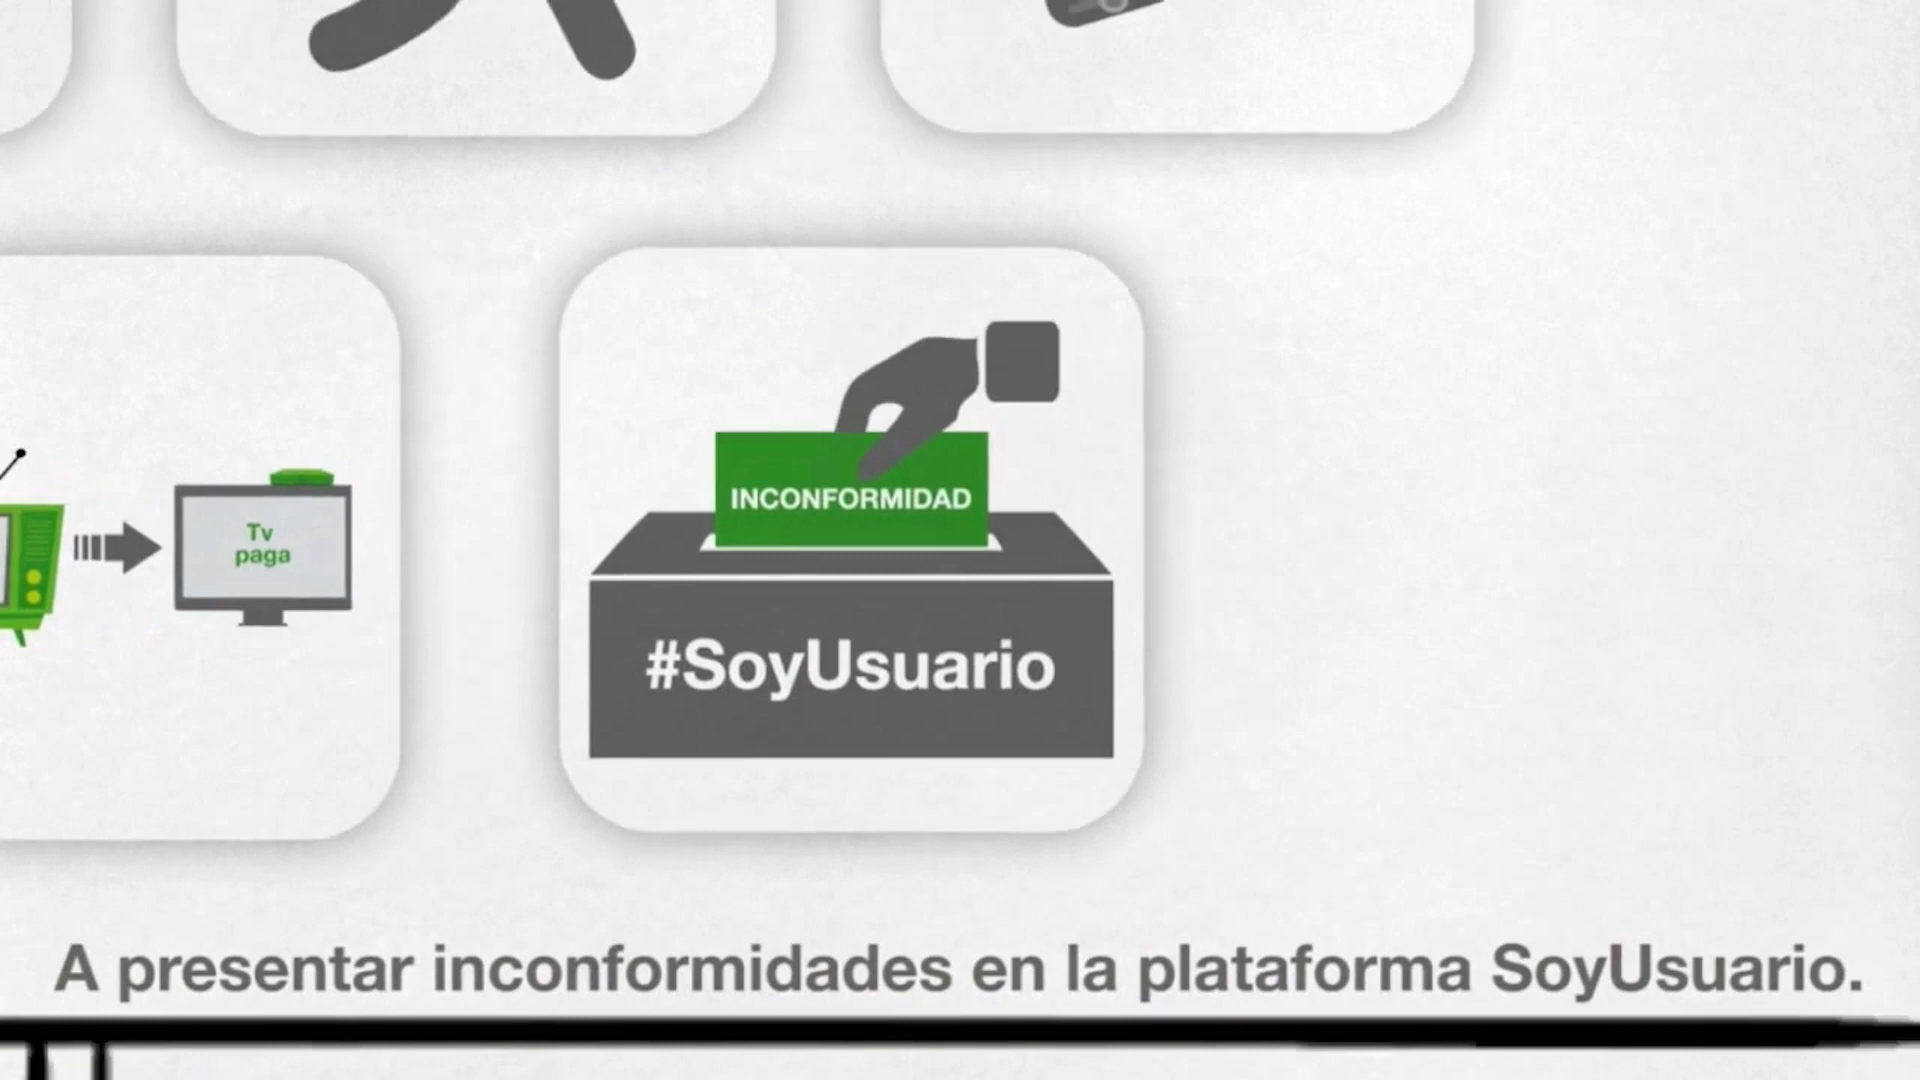 INCONFORMIDAD
Tv
paga
#SoyUsuario
A presentar inconformidades en la plataforma SoyUsuario.